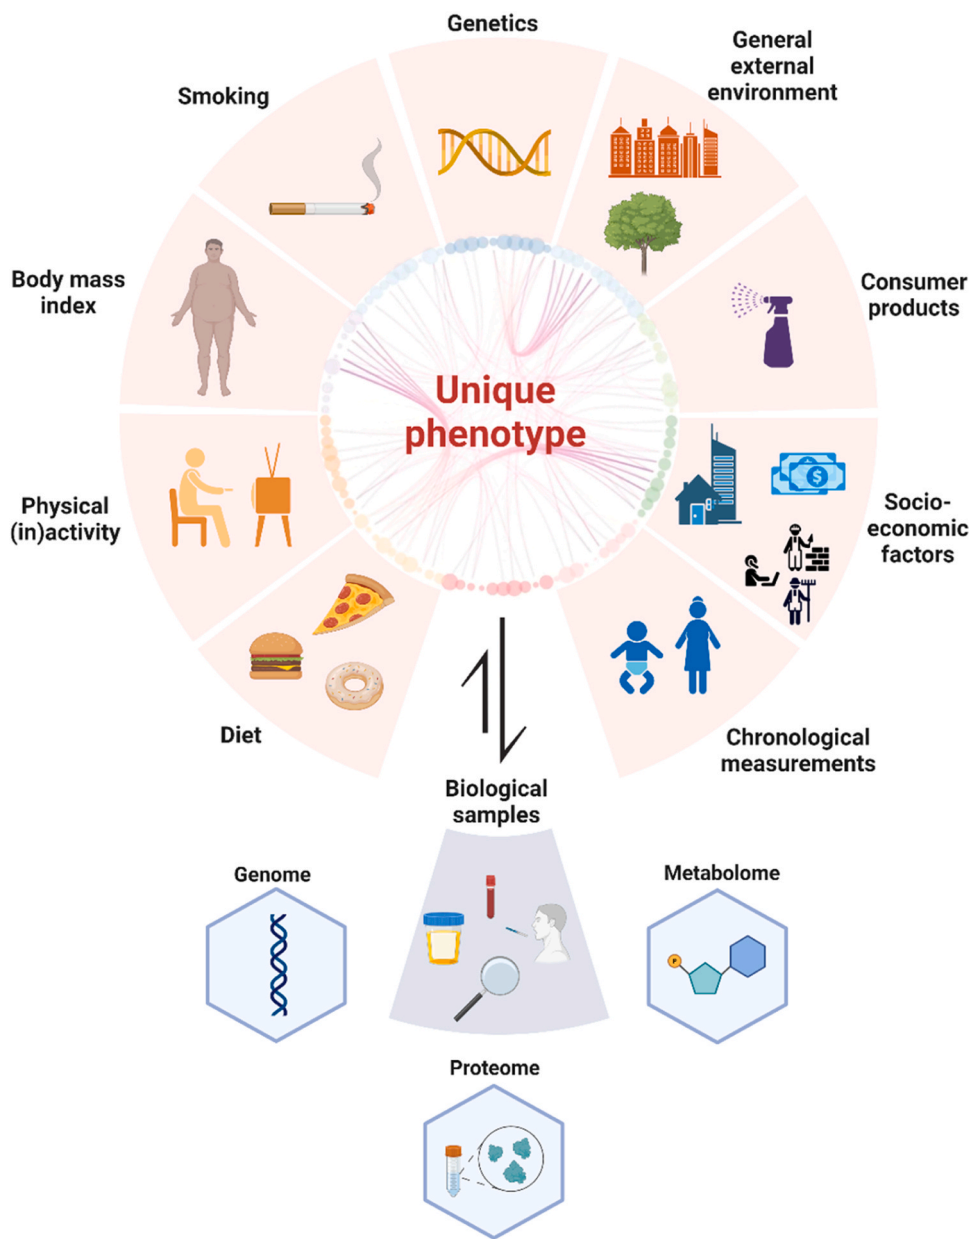 Genetics
General
external
environment
Smoking
Body mass
index
Consumer
products
Unique
phenotype
Physical
(in)activity
Socio-
economic
factors
$
Diet
Chronological
measurements
Biological
samples
Genome
Metabolome
P
Proteome